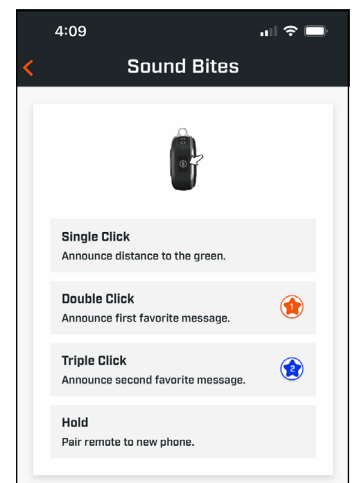 4:09
Sound Bites
Single Click
Announce distance to the green.
Double Click
Announce first favorite message.
1
Triple Click
Announce second favorite message.
2
Hold
Pair remote to new phone.